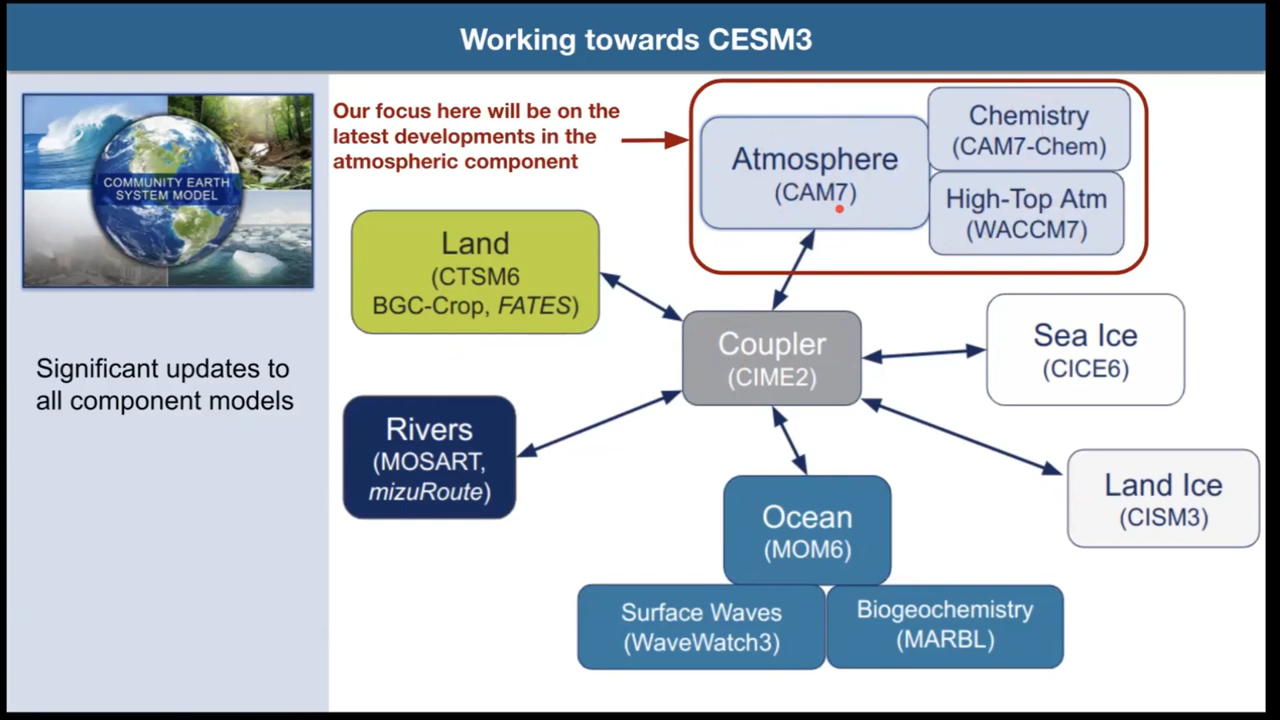 Working towards CESM3
COMMUNITY EARTH
SYSTEM MODEL
Significant updates to
all component models
Our focus here will be on the
latest developments in the
atmospheric component
Atmosphere
(CAM7)
Chemistry
(CAM7-Chem)
High-Top Atm
(WACCM7)
Land
(CTSM6
BGC-Crop, FATES)
Coupler
(CIME2)
Sea Ice
(CICE6)
Rivers
(MOSART,
mizuRoute)
Land Ice
(CISM3)
Ocean
(MOM6)
Surface Waves
(WaveWatch3)
Biogeochemistry
(MARBL)